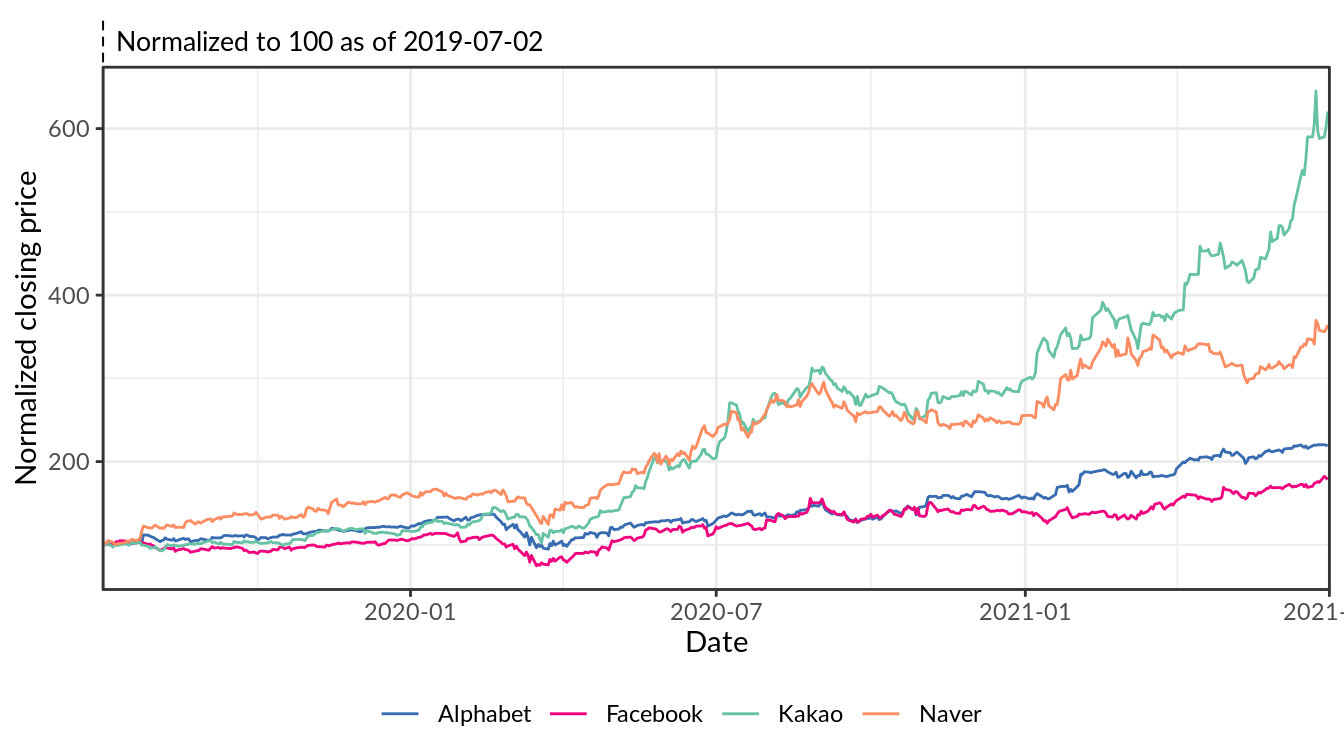 Normalized to 100 as of 2019-07-02
Normalized closing price
600
400
200
2020-01
2020-07
2021-01
2021-
Date
Alphabet
Facebook
Kakao
Naver